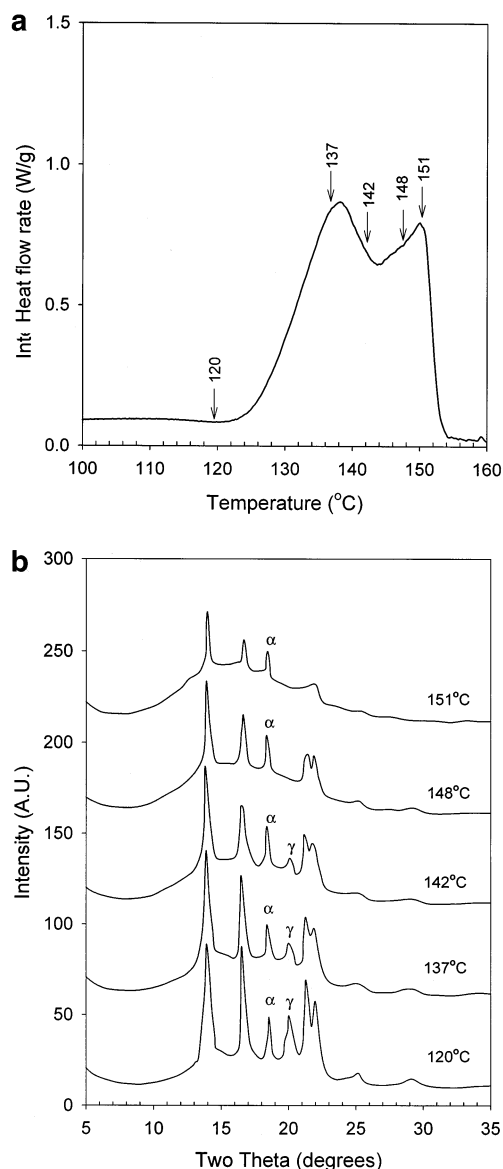 a
1.5
1.0
0.5
0.0
Inte Heat flow rate (W/g)
120
137
142
148
151
100 110 120 130 140 150 160
Temperature (°C)
b
300
250
200
150
100
50
0
Intensity (A.U.)
α
151°C
α
148°C
α γ
142°C
α γ
137°C
α γ
120°C
5 10 15 20 25 30 35
Two Theta (degrees)